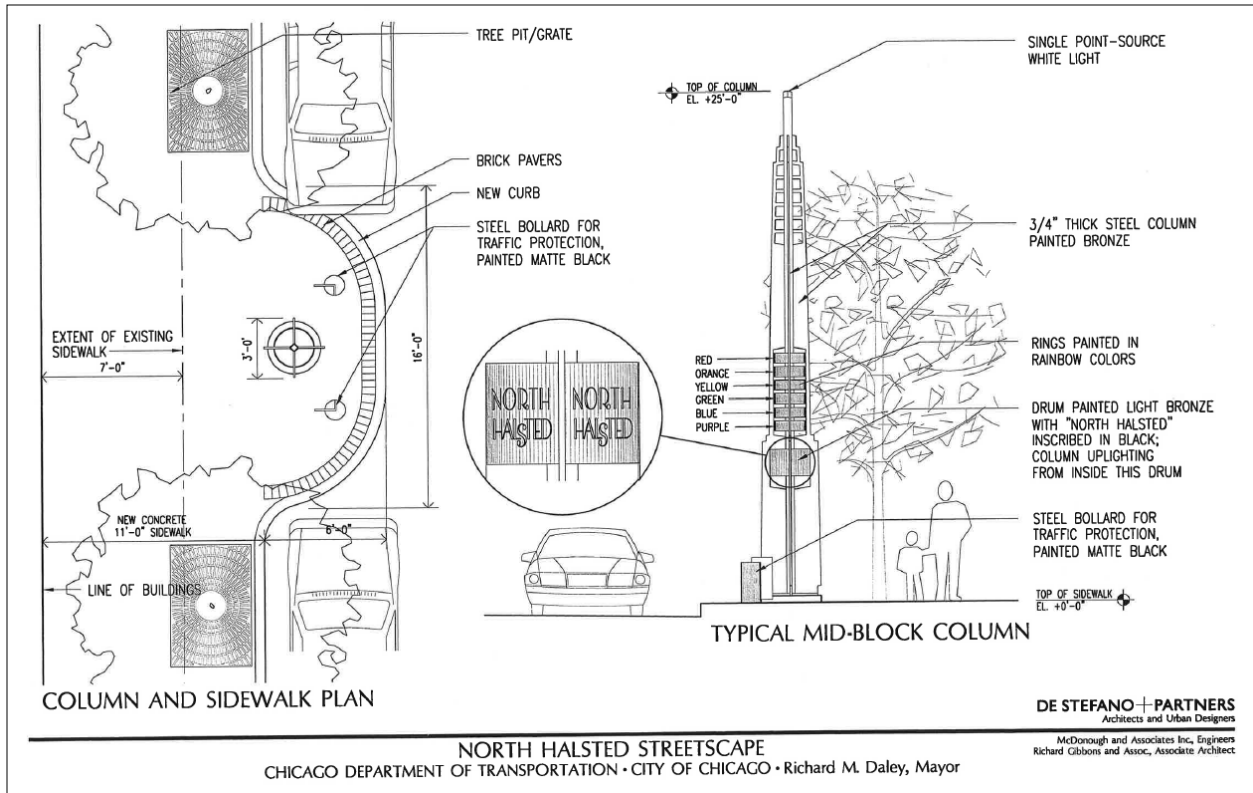 TREE PIT/GRATE
BRICK PAVERS
NEW CURB
STEEL BOLLARD FOR
TRAFFIC PROTECTION,
PAINTED MATTE BLACK
EXTENT OF EXISTING
SIDEWALK
7'-0"
3'-0"
16'-0"
NEW CONCRETE
11'-0" SIDEWALK
6'-0"
LINE OF BUILDINGS
COLUMN AND SIDEWALK PLAN
SINGLE POINT-SOURCE
WHITE LIGHT
TOP OF COLUMN
EL. +25'-0"
3/4" THICK STEEL COLUMN
PAINTED BRONZE
RED
ORANGE
YELLOW
GREEN
BLUE
PURPLE
RINGS PAINTED IN
RAINBOW COLORS
NORTH NORTH
HALSTED HALSTED
DRUM PAINTED LIGHT BRONZE
WITH "NORTH HALSTED"
INSCRIBED IN BLACK;
COLUMN UPLIGHTING
FROM INSIDE THIS DRUM
STEEL BOLLARD FOR
TRAFFIC PROTECTION,
PAINTED MATTE BLACK
TOP OF SIDEWALK
EL. +0'-0"
TYPICAL MID-BLOCK COLUMN
DE STEFANO+PARTNERS
Architects and Urban Designers
McDonough and Associates Inc., Engineers
Richard Gibbons and Assoc., Associate Architect
NORTH HALSTED STREETSCAPE
CHICAGO DEPARTMENT OF TRANSPORTATION · CITY OF CHICAGO · Richard M. Daley, Mayor